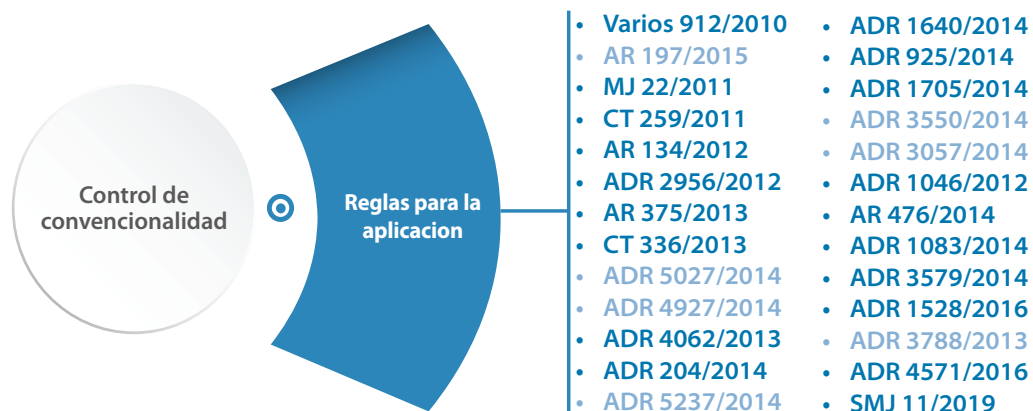 Control de
convencionalidad
Reglas para la
aplicacion
• Varios 912/2010
• AR 197/2015
• MJ 22/2011
• CT 259/2011
• AR 134/2012
• ADR 2956/2012
• AR 375/2013
• CT 336/2013
• ADR 5027/2014
• ADR 4927/2014
• ADR 4062/2013
• ADR 204/2014
• ADR 5237/2014
• ADR 1640/2014
• ADR 925/2014
• ADR 1705/2014
• ADR 3550/2014
• ADR 3057/2014
• ADR 1046/2012
• AR 476/2014
• ADR 1083/2014
• ADR 3579/2014
• ADR 1528/2016
• ADR 3788/2013
• ADR 4571/2016
• SMJ 11/2019